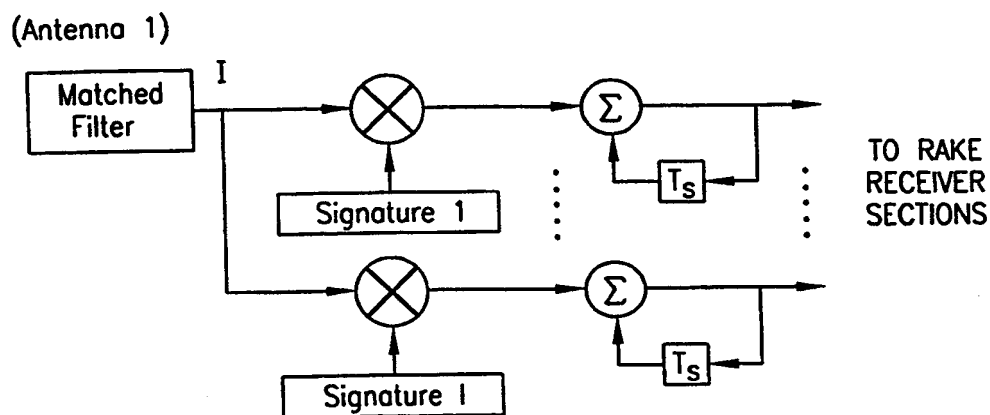 (Antenna 1)
I
Matched
Filter
Σ
TO RAKE
RECEIVER
SECTIONS
Ts
Signature 1
Σ
Ts
Signature I